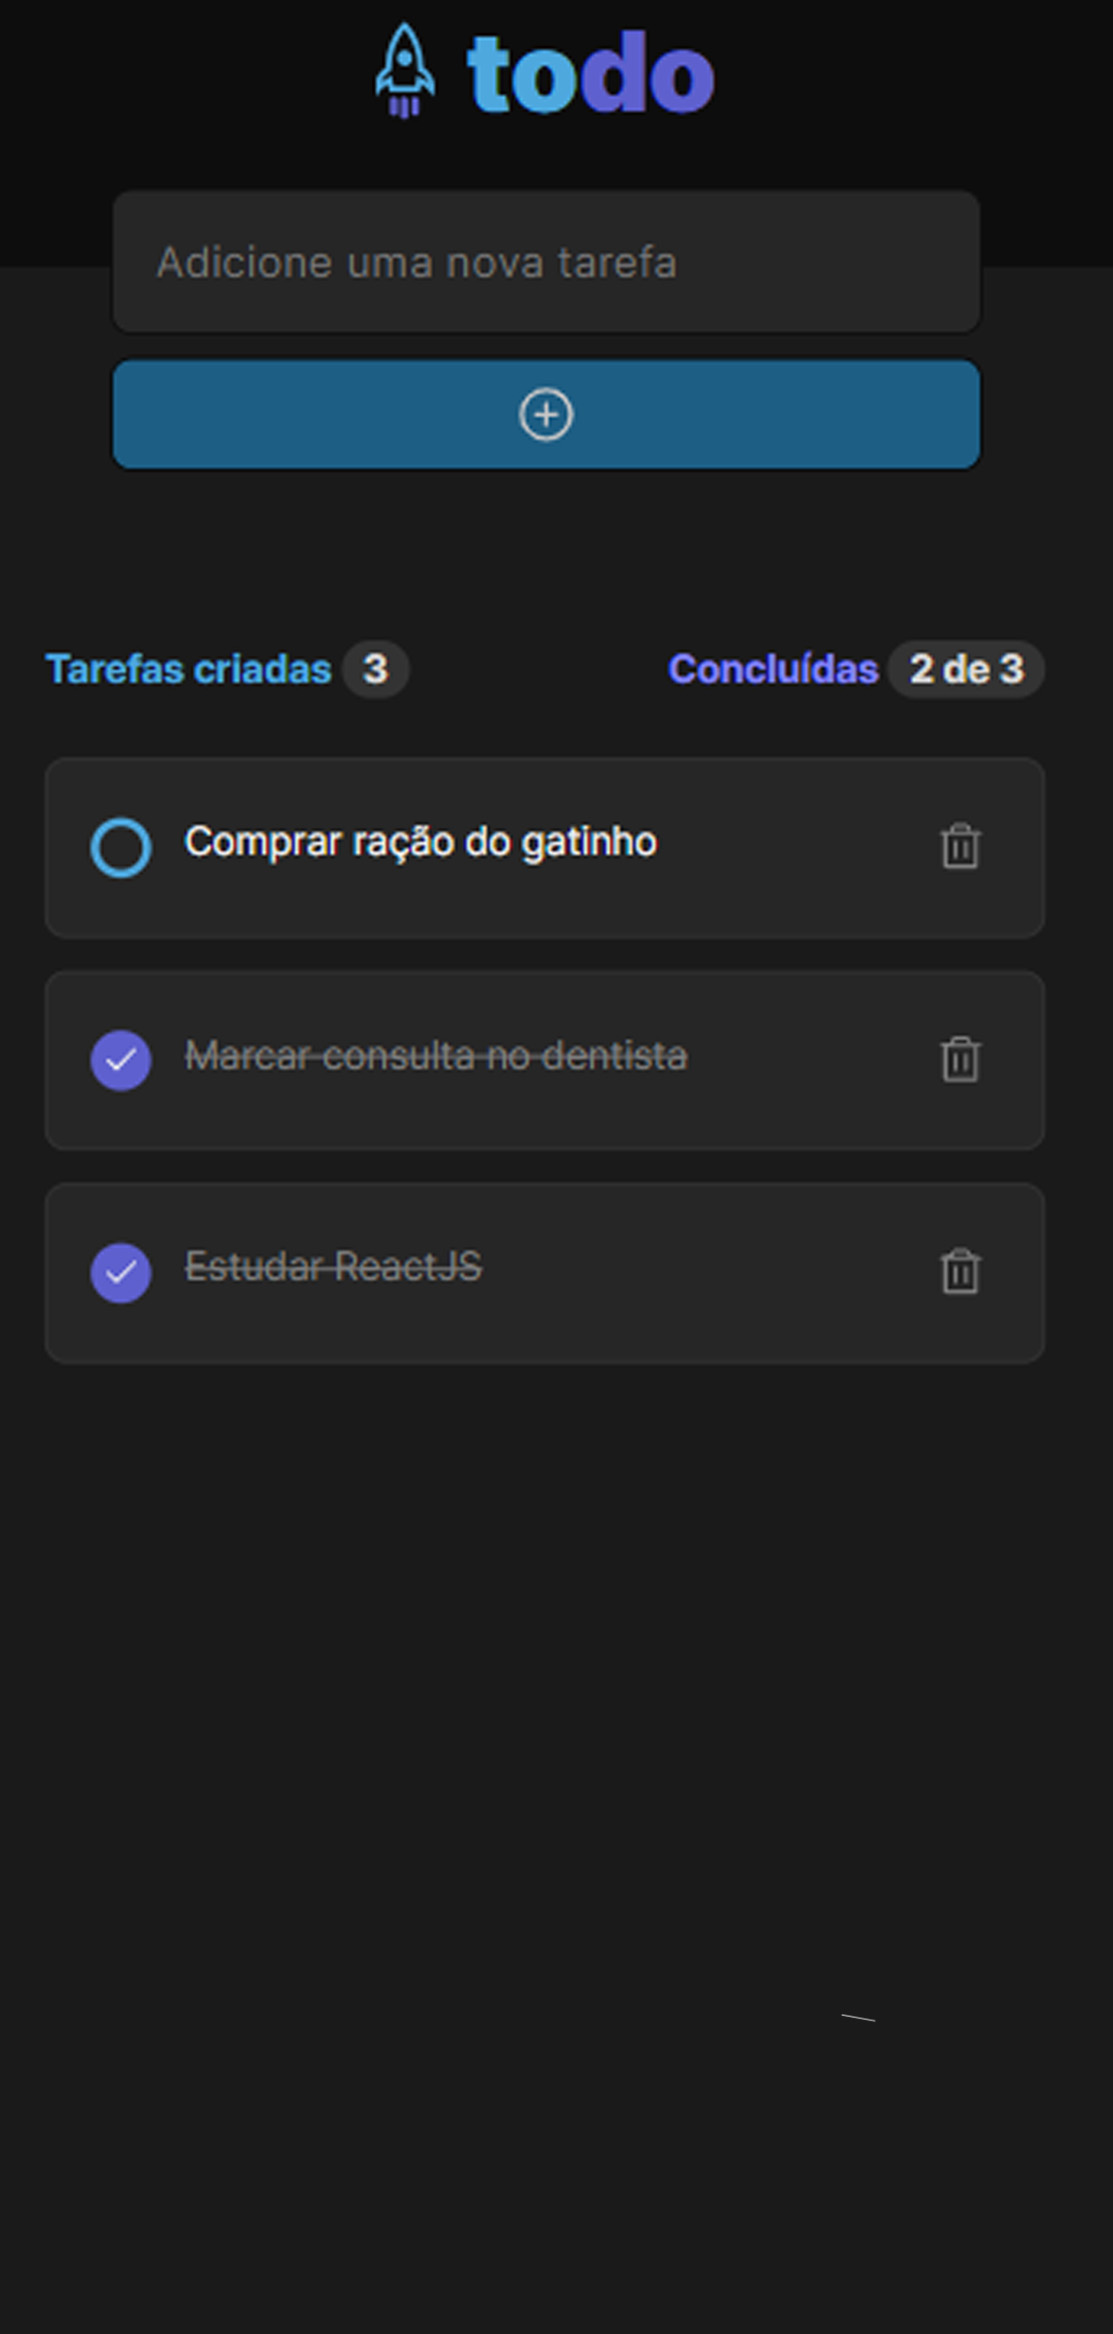 todo
Adicione uma nova tarefa
Tarefas criadas 3 Concluídas 2 de 3
Comprar ração do gatinho
Marcar consulta no dentista
Estudar ReactJS